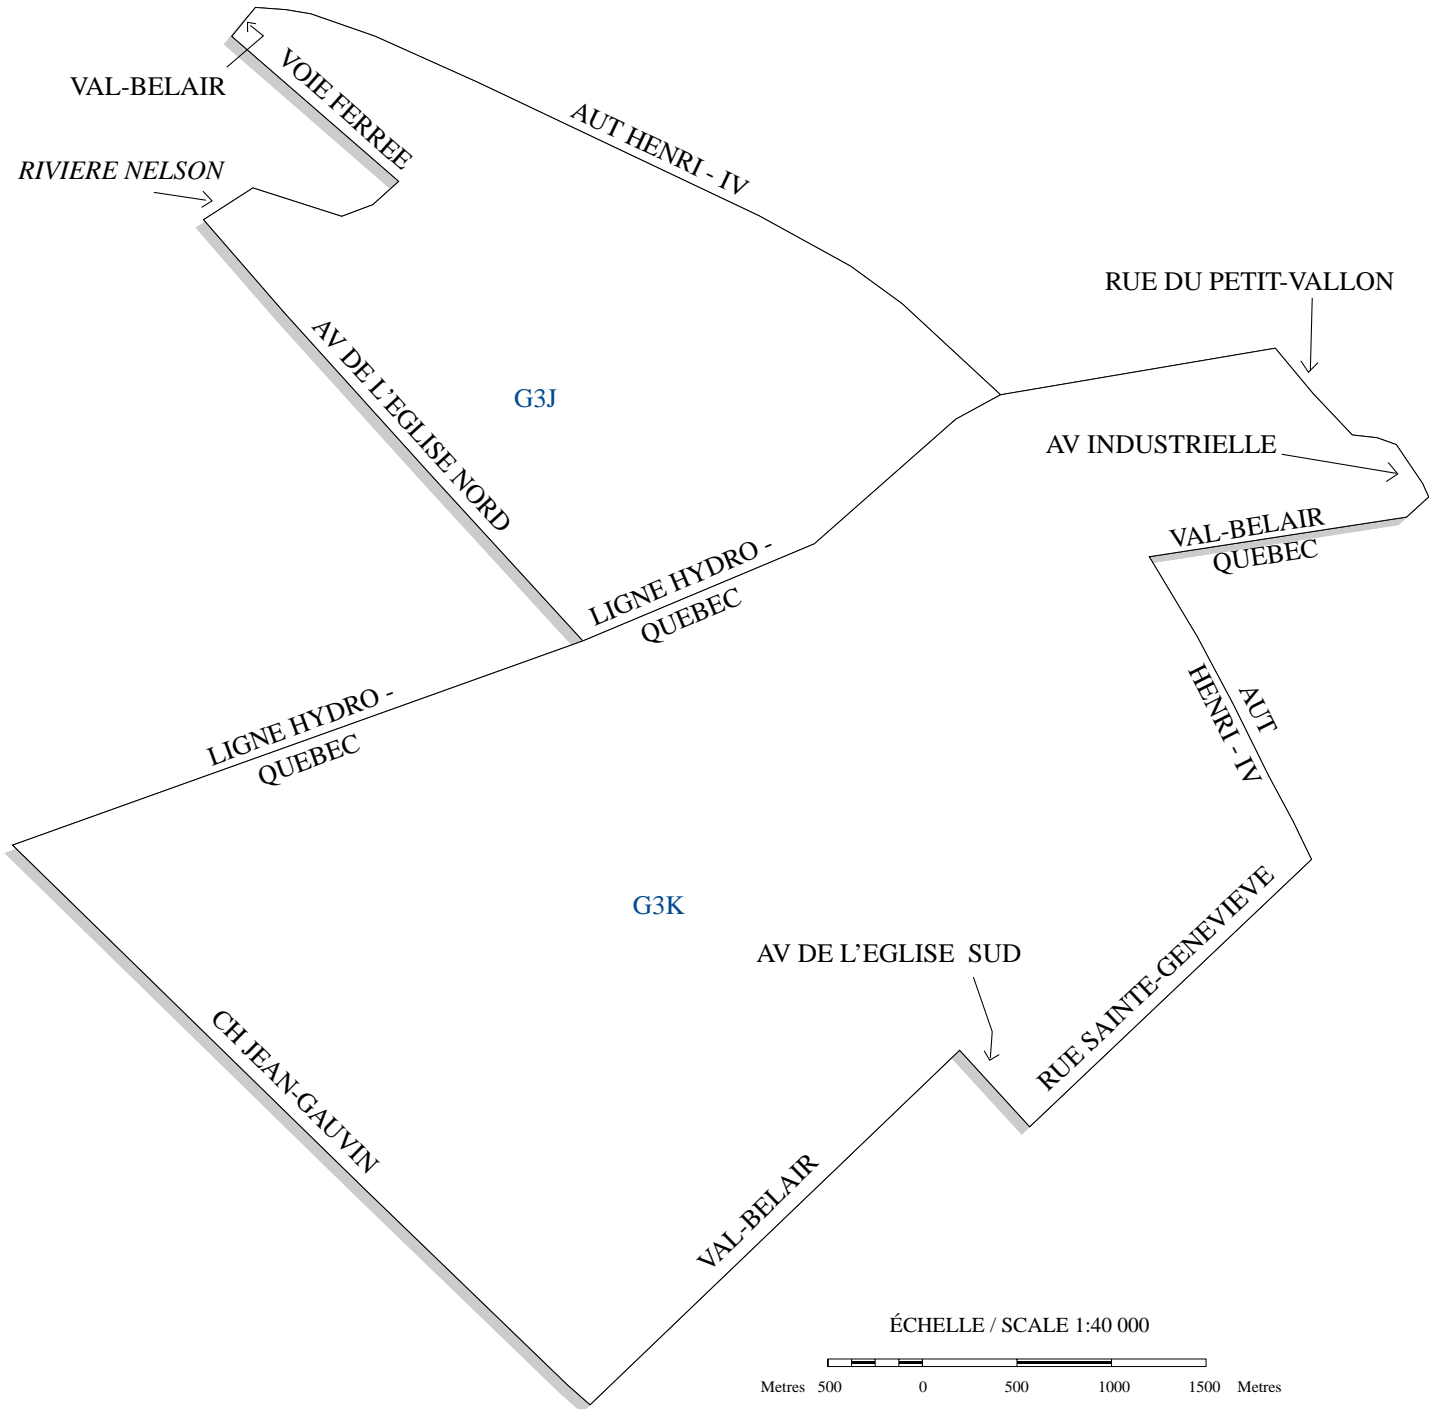 VAL-BELAIR
VOIE FERREE
AUT HENRI - IV
RIVIERE NELSON
RUE DU PETIT-VALLON
AV DE L'EGLISE NORD
G3J
AV INDUSTRIELLE
VAL-BELAIR
QUEBEC
LIGNE HYDRO -
QUEBEC
LIGNE HYDRO -
QUEBEC
AUT
HENRI - IV
G3K
AV DE L'EGLISE SUD
RUE SAINTE-GENEVIEVE
CH JEAN-GAUVIN
VAL-BELAIR
ÉCHELLE / SCALE 1:40 000
Metres 500 0 500 1000 1500 Metres